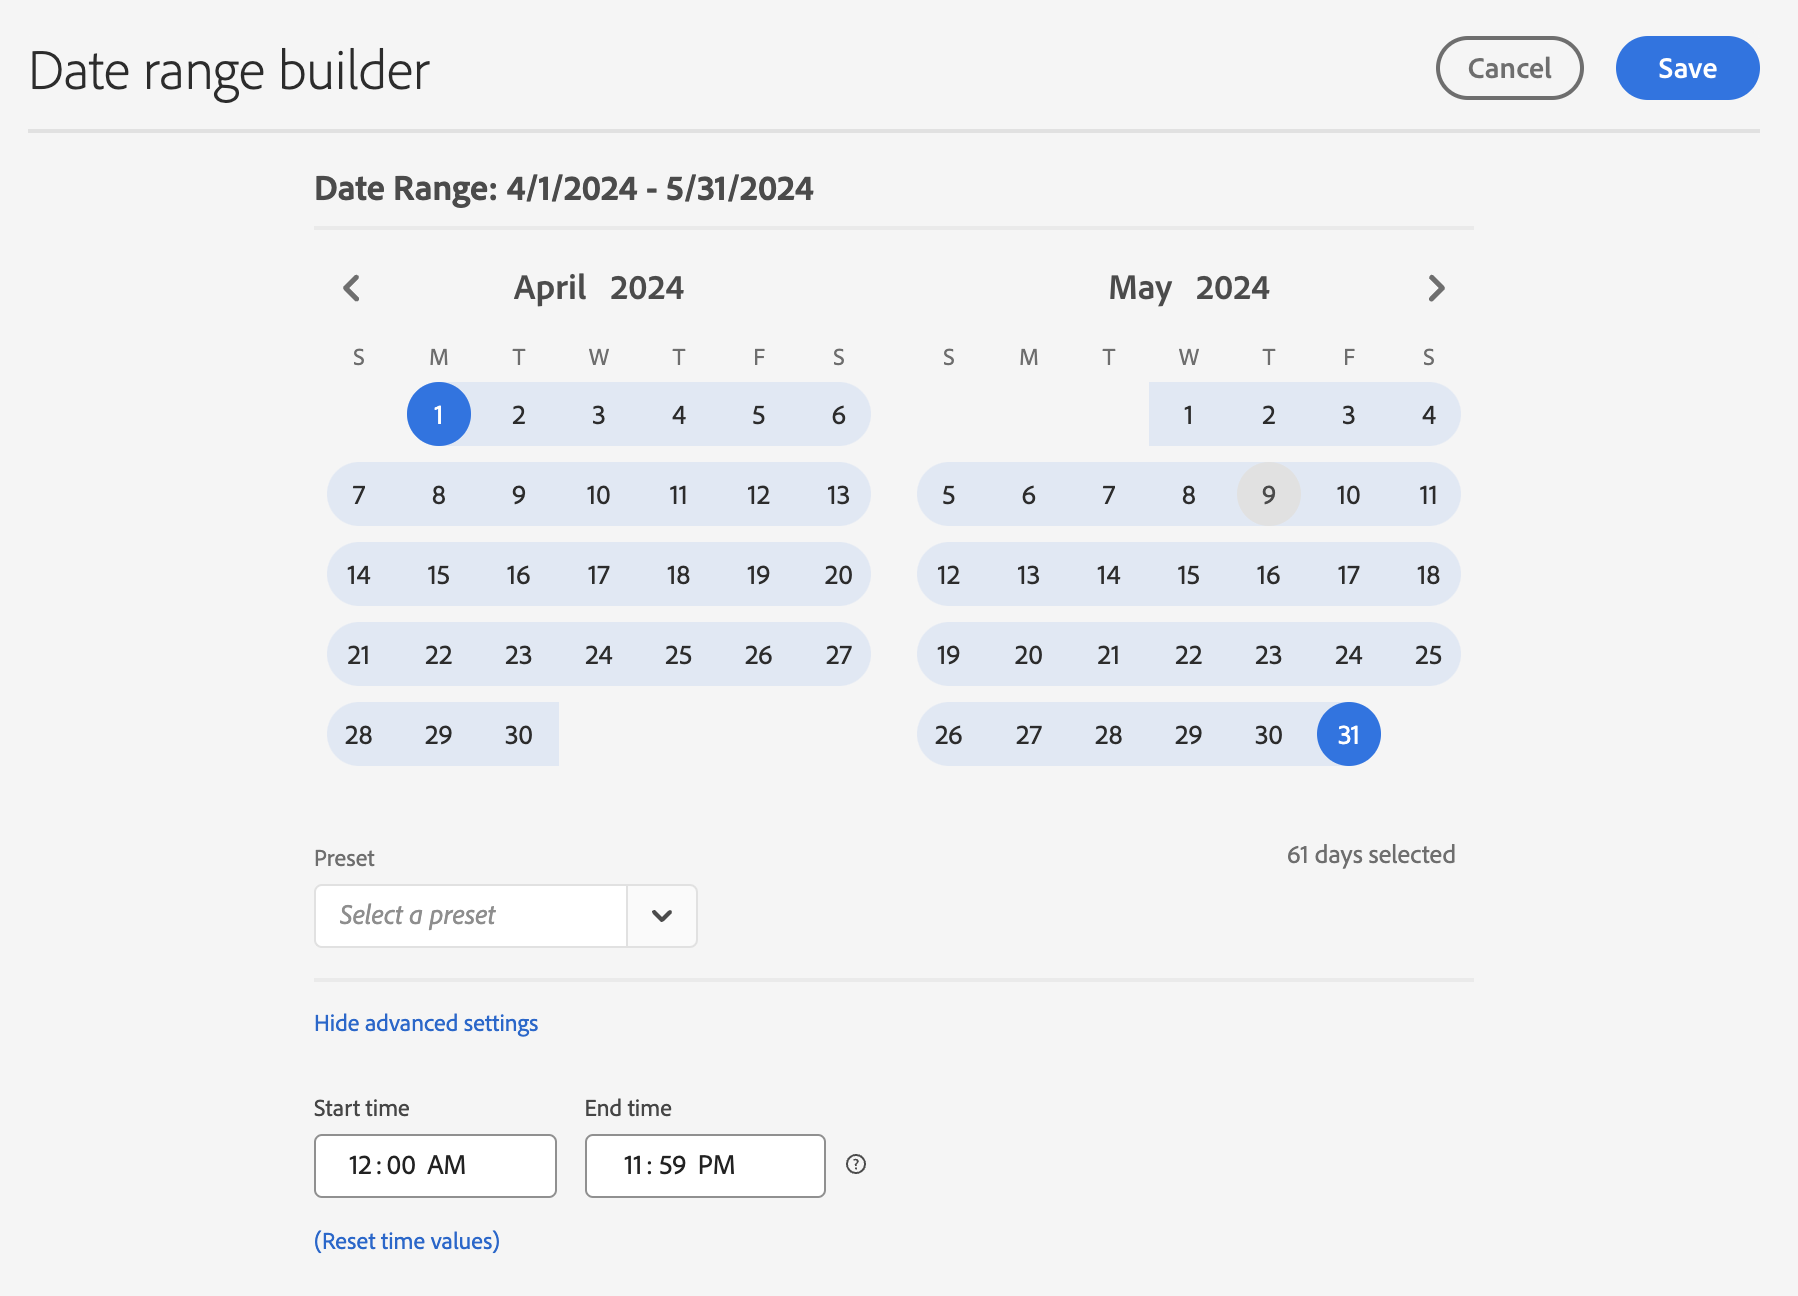 Date range builder
Cancel
Save
Date Range: 4/1/2024 - 5/31/2024
April 2024
S M T W T F S
1 2 3 4 5 6
7 8 9 10 11 12 13
14 15 16 17 18 19 20
21 22 23 24 25 26 27
28 29 30
May 2024
S M T W T F S
1 2 3 4
5 6 7 8 9 10 11
12 13 14 15 16 17 18
19 20 21 22 23 24 25
26 27 28 29 30 31
Preset
61 days selected
Select a preset
Hide advanced settings
Start time
End time
12 : 00 AM
11 : 59 PM
?
(Reset time values)